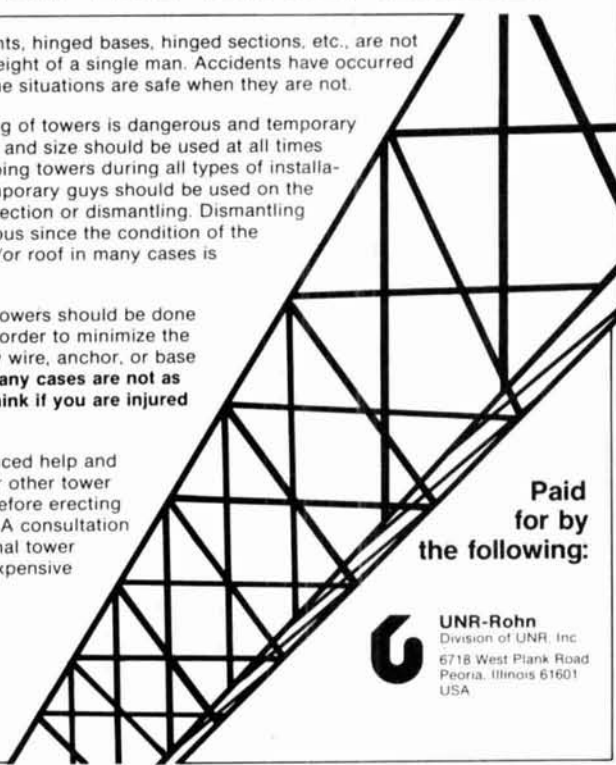 nts, hinged bases, hinged sections, etc., are not
eight of a single man. Accidents have occurred
e situations are safe when they are not.
g of towers is dangerous and temporary
and size should be used at all times
bing towers during all types of installa-
porary guys should be used on the
ection or dismantling. Dismantling
ous since the condition of the
/or roof in many cases is
owers should be done
order to minimize the
wire, anchor, or base
any cases are not as
hink if you are injured
ced help and
other tower
efore erecting
A consultation
nal tower
xpensive
Paid
for by
the following:
UNR-Rohn
Division of UNR, Inc
6718 West Plank Road
Peoria, Illinois 61601
USA